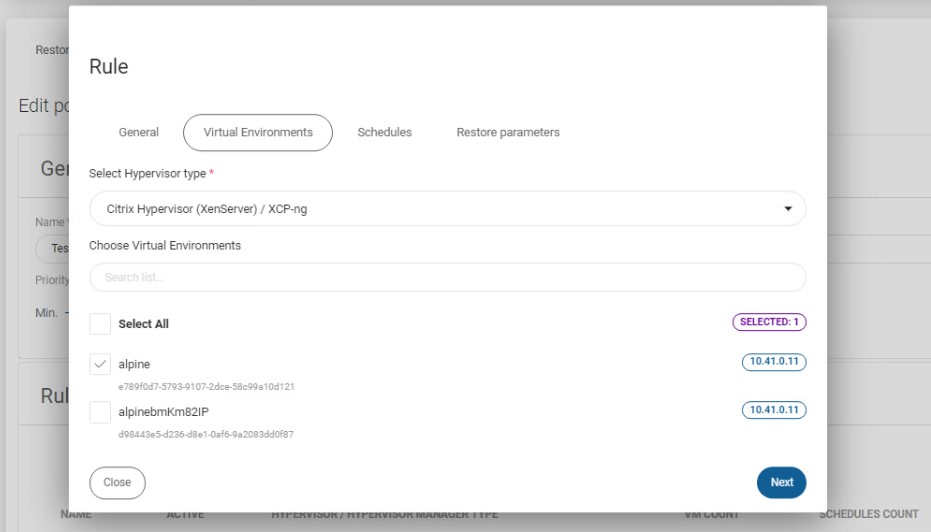 Rule
General Virtual Environments Schedules Restore parameters
Select Hypervisor type *
Citrix Hypervisor (XenServer) / XCP-ng
Choose Virtual Environments
Search list...
Select All SELECTED: 1
alpine 10.41.0.11
e789f0d7-5793-9107-2dce-58c99a10d121
alpinebmKm82IP 10.41.0.11
d98443e5-d236-d8e1-0af6-9a2083dd0f87
Close Next
Restor
Edit po
Ger
Name *
Tes
Priority
Min.
Rul
NAME ACTIVE HYPERVISOR / HYPERVISOR MANAGER TYPE VM COUNT SCHEDULES COUNT